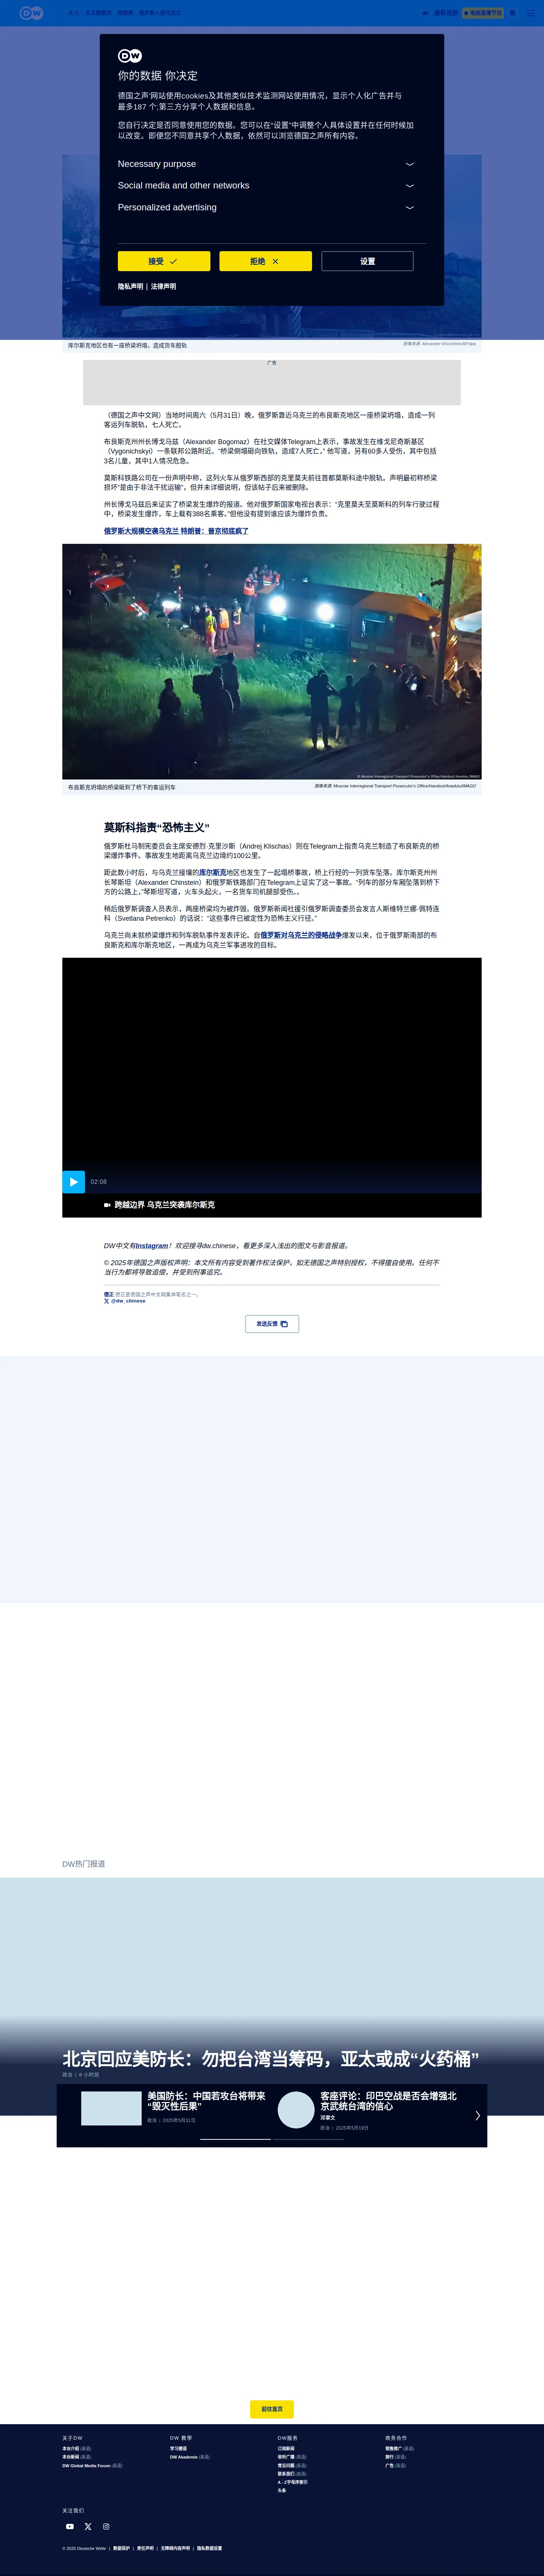 DW
最新视频
电视直播节目
DW
你的数据 你决定
德国之声'网站使用cookies及其他类似技术监测网站使用情况，显示个人化广告并与
最多187 个;第三方分享个人数据和信息。
您自行决定是否同意使用您的数据。您可以在“设置”中调整个人具体设置并在任何时候加
以改变。即便您不同意共享个人数据，依然可以浏览德国之声所有内容。
Necessary purpose
Social media and other networks
Personalized advertising
接受
拒绝
设置
隐私声明 | 法律声明
库尔斯克地区也有一座桥梁坍塌，造成货车脱轨
广告
（德国之声中文网）当地时间周六（5月31日）晚，俄罗斯靠近乌克兰的布良斯克地区一座桥梁坍塌，造成一列
客运列车脱轨，七人死亡。
布良斯克州州长博戈马兹（Alexander Bogomaz）在社交媒体Telegram上表示，事故发生在维戈尼奇斯基区
（Vygonichskyi）一条联邦公路附近。“桥梁倒塌砸向铁轨，造成7人死亡，” 他写道，另有60多人受伤，其中包括
3名儿童，其中1人情况危急。
莫斯科铁路公司在一份声明中称，这列火车从俄罗斯西部的克里莫夫前往首都莫斯科途中脱轨。声明最初称桥梁
损坏“是由于非法干扰运输”，但并未详细说明，但该帖子后来被删除。
州长博戈马兹后来证实了桥梁发生爆炸的报道。他对俄罗斯国家电视台表示：“克里莫夫至莫斯科的列车行驶过程
中，桥梁发生爆炸，车上载有388名乘客。”但他没有提到谁应该为爆炸负责。
俄罗斯大规模空袭乌克兰 特朗普：普京彻底疯了
© Moscow Interregional Transport Prosecutor's Office/Handout/Anadolu/IMAGO
布良斯克坍塌的桥梁砸到了桥下的客运列车
图像来源: Moscow Interregional Transport Prosecutor's Office/Handout/Anadolu/IMAGO
莫斯科指责“恐怖主义”
俄罗斯杜马制宪委员会主席安德烈·克里沙斯（Andrej Klischas）则在Telegram上指责乌克兰制造了布良斯克的桥
梁爆炸事件。事故发生地距离乌克兰边境约100公里。
距此数小时后，与乌克兰接壤的库尔斯克地区也发生了一起塌桥事故，桥上行经的一列货车坠落。库尔斯克州州
长琴斯坦（Alexander Chinstein）和俄罗斯铁路部门在Telegram上证实了这一事故。“列车的部分车厢坠落到桥下
方的公路上，”琴斯坦写道，火车头起火，一名货车司机腿部受伤。。
稍后俄罗斯调查人员表示，两座桥梁均为被炸毁。俄罗斯新闻社援引俄罗斯调查委员会发言人斯维特兰娜·佩特连
科（Svetlana Petrenko）的话说：“这些事件已被定性为恐怖主义行径。”
乌克兰尚未就桥梁爆炸和列车脱轨事件发表评论。自俄罗斯对乌克兰的侵略战争爆发以来，位于俄罗斯南部的布
良斯克和库尔斯克地区，一再成为乌克兰军事进攻的目标。
02:08
跨越边界 乌克兰突袭库尔斯克
DW中文有Instagram！欢迎搜寻dw.chinese，看更多深入浅出的图文与影音报道。
© 2025年德国之声版权声明：本文所有内容受到著作权法保护，如无德国之声特别授权，不得擅自使用。任何不
当行为都将导致追偿，并受到刑事追究。
德正 德正是德国之声中文网集体笔名之一。
@dw_chinese
发送反馈
DW热门报道
北京回应美防长：勿把台湾当筹码，亚太或成“火药桶”
政治 | 8 小时前
美国防长：中国若攻台将带来
“毁灭性后果”
政治 | 2025年5月31日
客座评论：印巴空战是否会增强北
京武统台湾的信心
邓聿文
政治 | 2025年5月19日
前往首页
关于DW
本台介绍 (英语)
本台新闻 (英语)
DW Global Media Forum (英语)
DW 教学
学习德语
DW Akademie (英语)
DW服务
订阅新闻
收听广播 (英语)
常见问题 (英语)
联系我们 (英语)
A - Z字母序索引
头条
商务合作
销售推广 (英语)
旅行 (英语)
广告 (英语)
关注我们
© 2025 Deutsche Welle | 数据保护 | 责任声明 | 无障碍内容声明 | 隐私数据设置